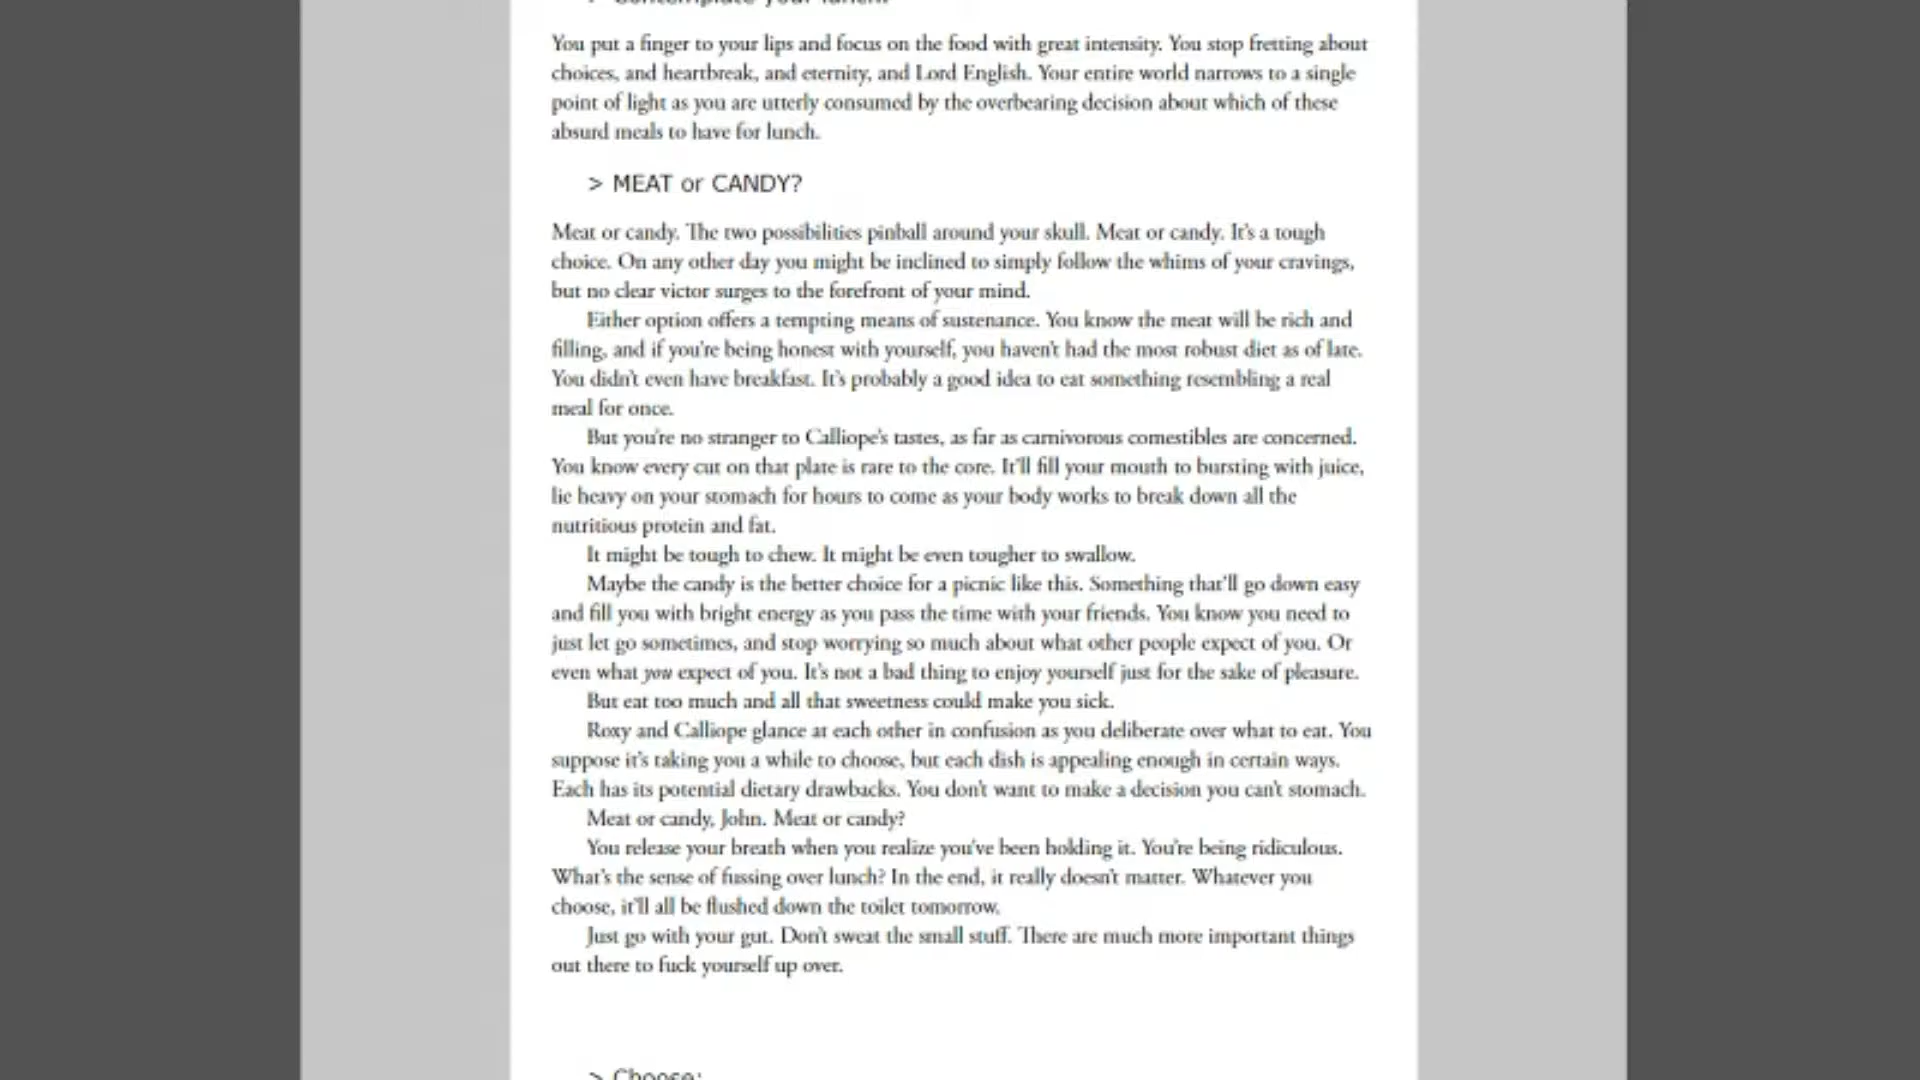 > Contemplate your lunch.
You put a finger to your lips and focus on the food with great intensity. You stop fretting about
choices, and heartbreak, and eternity, and Lord English. Your entire world narrows to a single
point of light as you are utterly consumed by the overbearing decision about which of these
absurd meals to have for lunch.
> MEAT or CANDY?
Meat or candy. The two possibilities pinball around your skull. Meat or candy. It's a tough
choice. On any other day you might be inclined to simply follow the whims of your cravings,
but no clear victor surges to the forefront of your mind.
Either option offers a tempting means of sustenance. You know the meat will be rich and
filling, and if you're being honest with yourself, you haven't had the most robust diet as of late.
You didn't even have breakfast. It's probably a good idea to eat something resembling a real
meal for once.
But you're no stranger to Calliope's tastes, as far as carnivorous comestibles are concerned.
You know every cut on that plate is rare to the core. It'll fill your mouth to bursting with juice,
lie heavy on your stomach for hours to come as your body works to break down all the
nutritious protein and fat.
It might be tough to chew. It might be even tougher to swallow.
Maybe the candy is the better choice for a picnic like this. Something that'll go down easy
and fill you with bright energy as you pass the time with your friends. You know you need to
just let go sometimes, and stop worrying so much about what other people expect of you. Or
even what you expect of you. It's not a bad thing to enjoy yourself just for the sake of pleasure.
But eat too much and all that sweetness could make you sick.
Roxy and Calliope glance at each other in confusion as you deliberate over what to eat. You
suppose it's taking you a while to choose, but each dish is appealing enough in certain ways.
Each has its potential dietary drawbacks. You don't want to make a decision you can't stomach.
Meat or candy, John. Meat or candy?
You release your breath when you realize you've been holding it. You're being ridiculous.
What's the sense of fussing over lunch? In the end, it really doesn't matter. Whatever you
choose, it'll all be flushed down the toilet tomorrow.
Just go with your gut. Don't sweat the small stuff. There are much more important things
out there to fuck yourself up over.
> Choose: